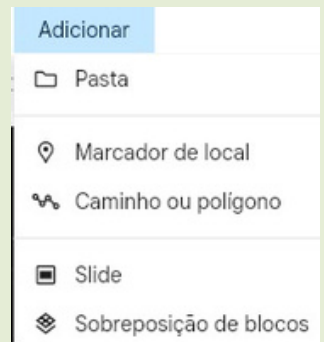 Adicionar
Pasta
Marcador de local
Caminho ou polígono
Slide
Sobreposição de blocos